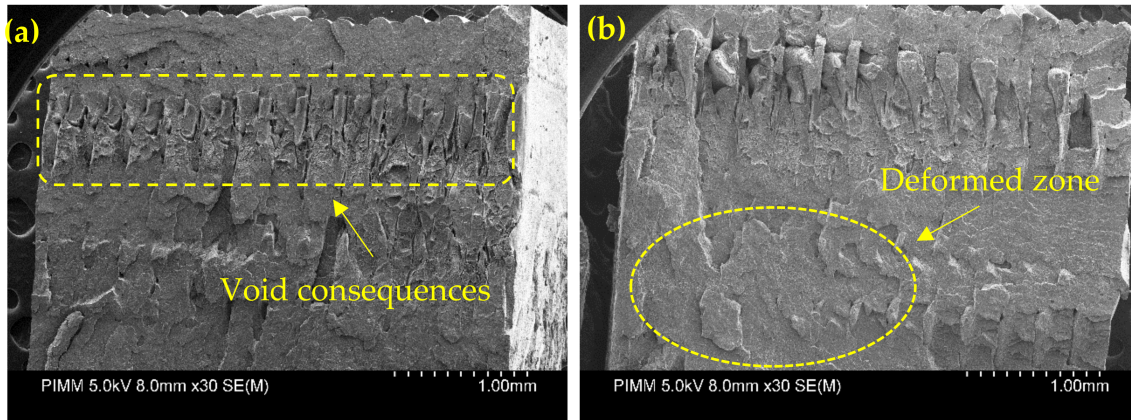 (a)
Void consequences
PIMM 5.0kV 8.0mm x30 SE(M)
1.00mm
(b)
Deformed zone
PIMM 5.0kV 8.0mm x30 SE(M)
1.00mm